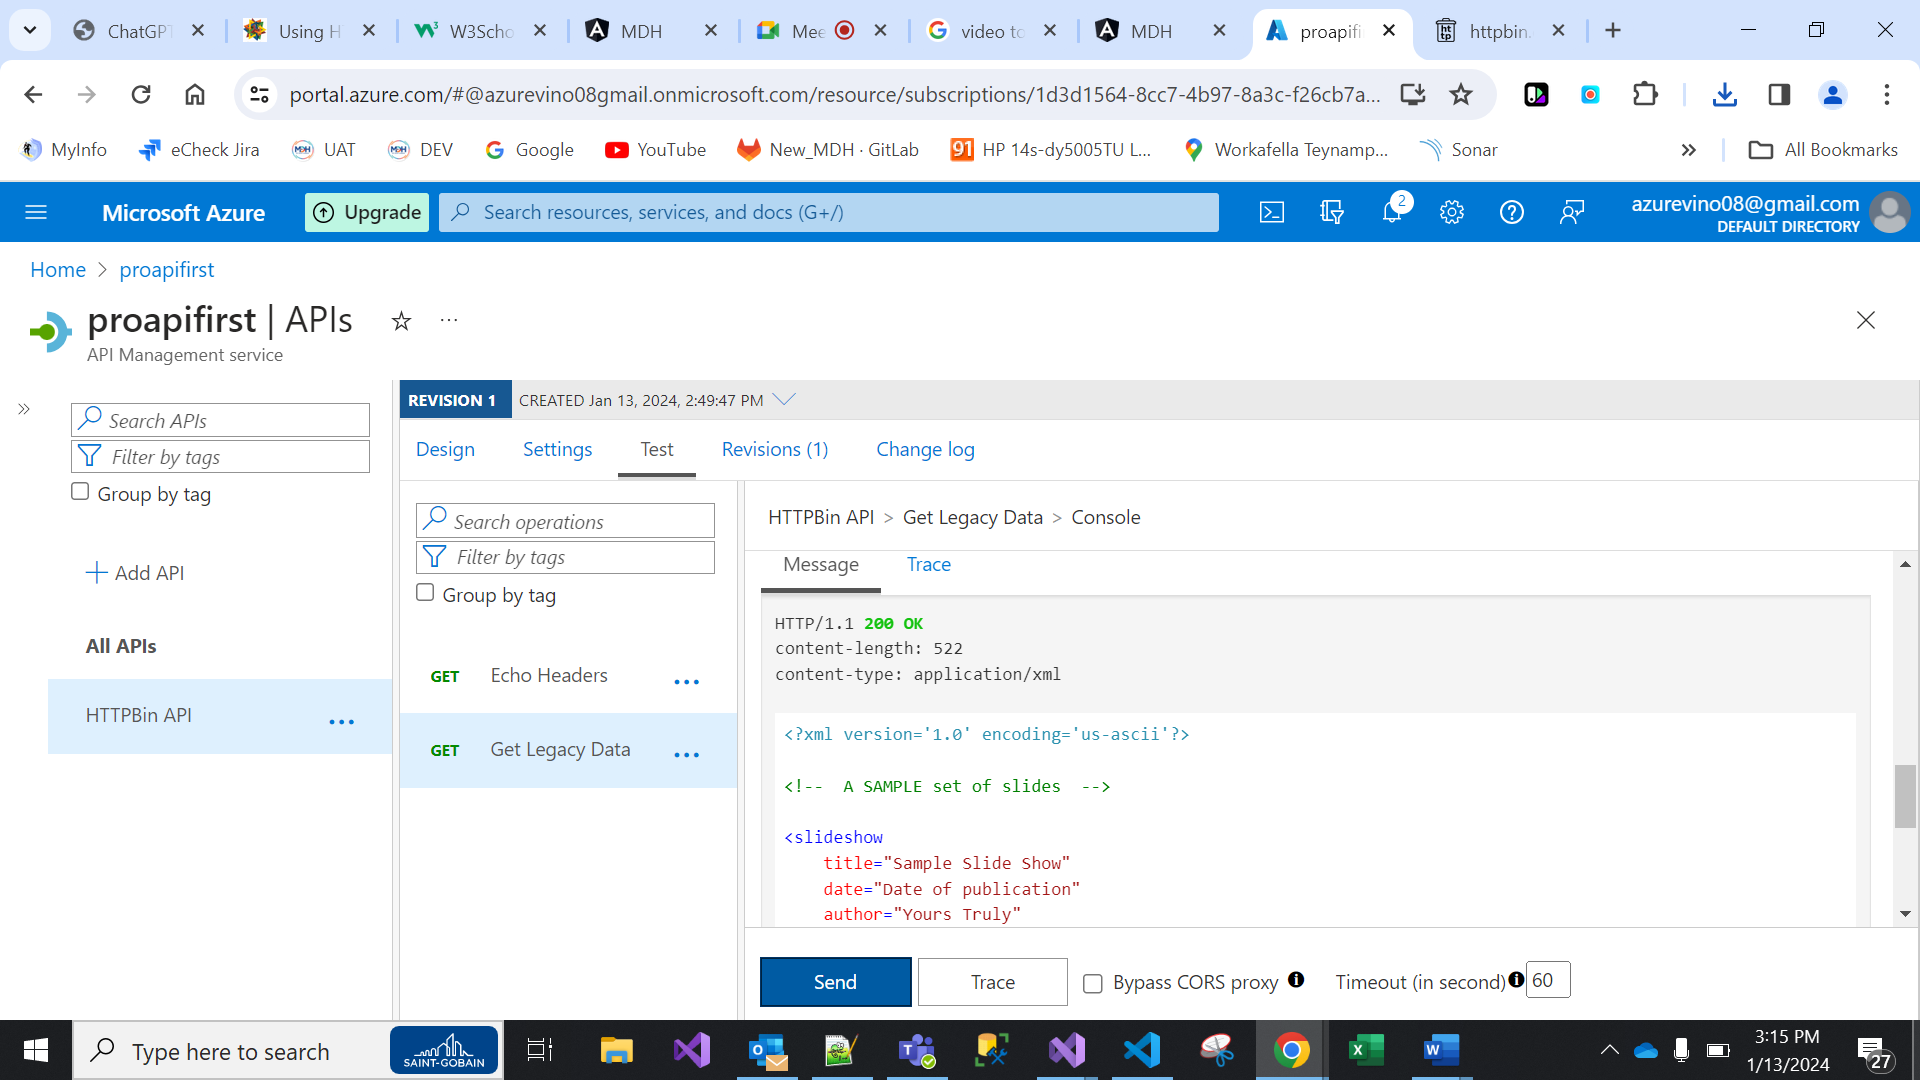 ChatGPT
Using H
W3Scho
MDH
Mee
video to
MDH
proapifi
httpbin.
portal.azure.com/#@azurevino08gmail.onmicrosoft.com/resource/subscriptions/1d3d1564-8cc7-4b97-8a3c-f26cb7a...
MyInfo
eCheck Jira
UAT
DEV
Google
YouTube
New_MDH · GitLab
91 HP 14s-dy5005TU L...
Workafella Teynamp...
Sonar
All Bookmarks
Microsoft Azure
Upgrade
Search resources, services, and docs (G+/)
2
azurevino08@gmail.com
DEFAULT DIRECTORY
Home > proapifirst
proapifirst | APIs
API Management service
Search APIs
Filter by tags
Group by tag
+ Add API
All APIs
HTTPBin API
REVISION 1 CREATED Jan 13, 2024, 2:49:47 PM
Design
Settings
Test
Revisions (1)
Change log
Search operations
Filter by tags
Group by tag
GET Echo Headers
GET Get Legacy Data
HTTPBin API > Get Legacy Data > Console
Message
Trace
HTTP/1.1 200 OK
content-length: 522
content-type: application/xml
<?xml version='1.0' encoding='us-ascii'?>
<!--  A SAMPLE set of slides  -->
<slideshow
title="Sample Slide Show"
date="Date of publication"
author="Yours Truly"
Send
Trace
Bypass CORS proxy
Timeout (in second) 60
Type here to search
SAINT-GOBAIN
3:15 PM
1/13/2024
27